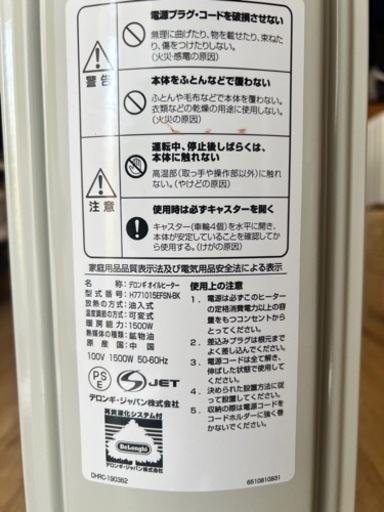 電源プラグ・コードを破損させない
無理に曲げたり、物を載せたり、束ね
たり、傷をつけたりしない。
(火災・感電の原因)
警告
本体をふとんなどで覆わない
ふとんや毛布などで本体を覆わない。
衣類などの乾燥の用途に使用しない。
(火災の原因)
運転中、停止後しばらくは、
本体に触れない
高温部(取っ手や操作部以外)に触れ
ない。(やけどの原因)
注意
使用時は必ずキャスターを開く
キャスター(車輪4個)を水平に開き、本
体が安定していることを確認してか
ら使用する。(けがの原因)
家庭用品品質表示法及び電気用品安全法による表示
名称:デロンギ オイルヒーター
型番号:H771015EFSN-BK
放熱の方式:油入式
温度調節の方式:可変式
暖房能力:1500W
熱媒体の種類:鉱物油
原産国:中国
100V 1500W 50-60Hz
PSE
S JET
デロンギ・ジャパン株式会社
再資源化システム付
DeLonghi
デロンギ・ジャパン株式会社
DHRC-190362
使用上の注意
1. 電源は必ずこのヒーター
の定格消費電力以上の容
量をもつコンセントから
とってください。
2. 差込みプラグは根元まで
よく差し込んでください。
3. 電源コードは全て解き、
伸ばした状態で使用して
ください。
4. 決められた設置方法に従
って設置してください。
5. 収納の際は電源コードを
コードホルダーに強く巻
かないでください。
6510810931